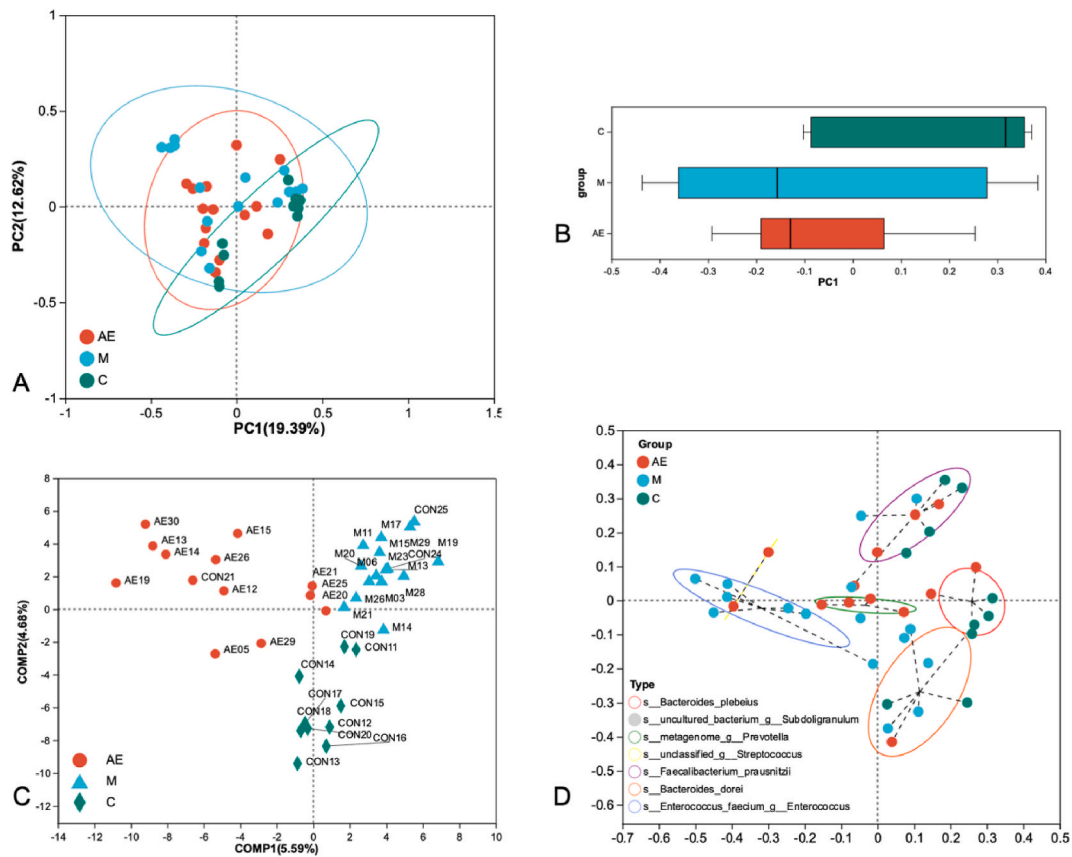 1
0.5
0
-0.5
-1
-1
-0.5
0
0.5
1
1.5
PC2(12.62%)
PC1(19.39%)
AE
M
C
A
C
M
AE
group
-0.5
-0.4
-0.3
-0.2
-0.1
0
0.1
0.2
0.3
0.4
PC1
B
8
6
4
2
0
-2
-4
-6
-8
-10
-12
-14
-12
-10
-8
-6
-4
-2
0
2
4
6
8
10
COMP2(4.68%)
COMP1(5.59%)
AE30
AE15
AE13
AE14
AE26
AE19
CON21
AE12
AE21
AE25
AE20
AE29
AE05
CON25
M17
M11
M15
M29
M19
M20
M23
CON24
M06
M13
M26
M03
M28
M21
M14
CON19
CON11
CON14
CON17
CON15
CON18
CON12
CON20
CON16
CON13
AE
M
C
C
0.5
0.4
0.3
0.2
0.1
0
-0.1
-0.2
-0.3
-0.4
-0.5
-0.6
-0.7
-0.6
-0.5
-0.4
-0.3
-0.2
-0.1
0
0.1
0.2
0.3
0.4
0.5
Group
AE
M
C
Type
s__Bacteroides_plebeius
s__uncultured_bacterium_g__Subdoligranulum
s__metagenome_g__Prevotella
s__unclassified_g__Streptococcus
s__Faecalibacterium_prausnitzii
s__Bacteroides_dorei
s__Enterococcus_faecium_g__Enterococcus
D